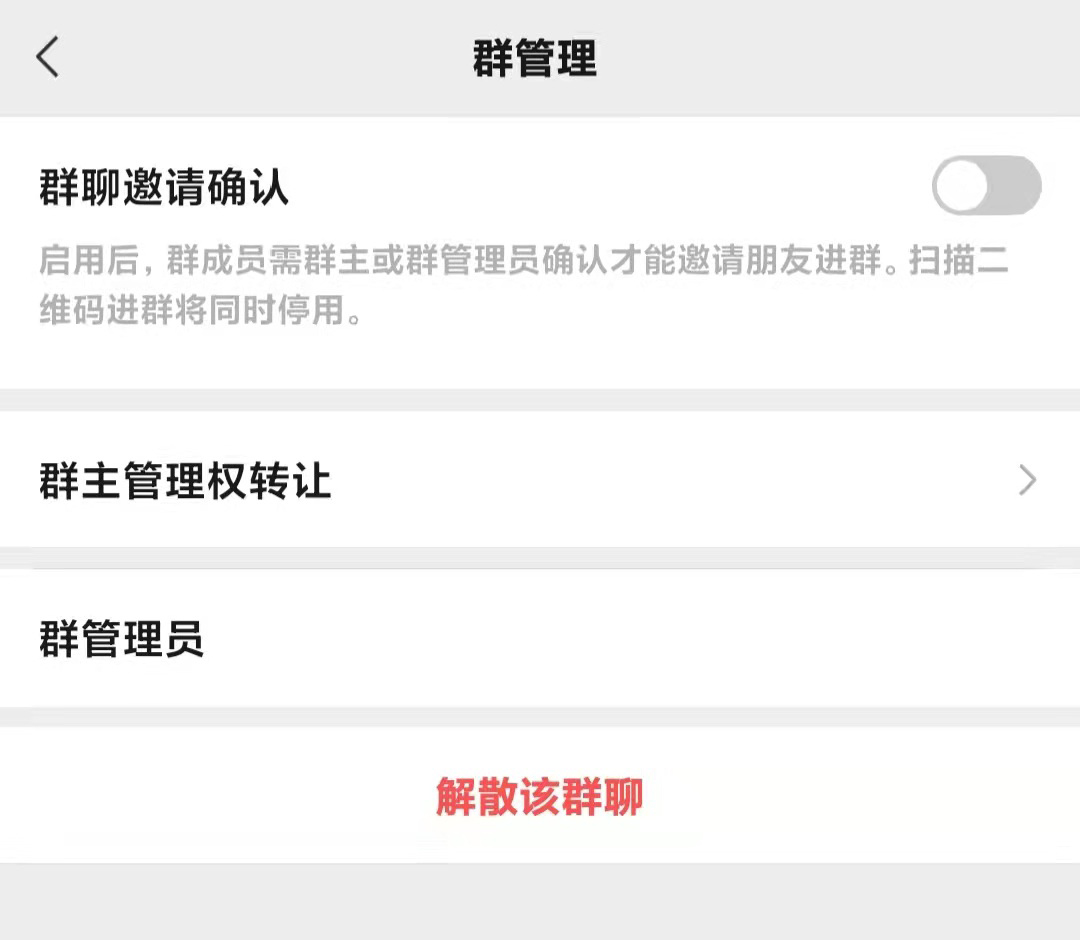 群管理
群聊邀请确认
启用后，群成员需群主或群管理员确认才能邀请朋友进群。扫描二
维码进群将同时停用。
群主管理权转让
群管理员
解散该群聊